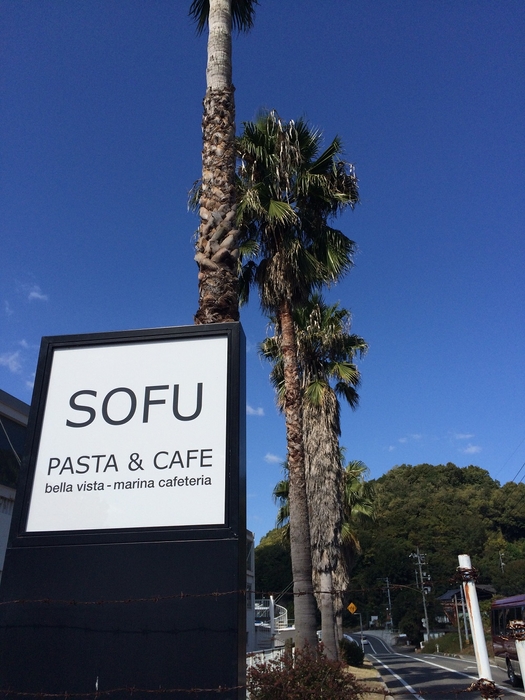 SOFU
PASTA & CAFE
bella vista - marina cafeteria